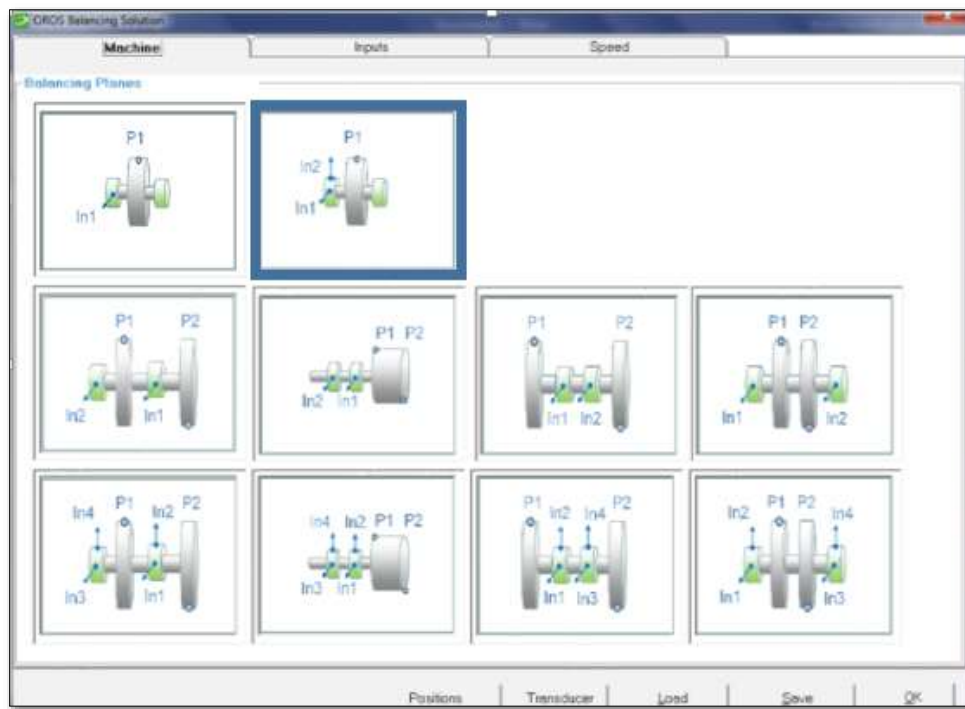 OROS Balancing Solution
Machine Inputs Speed
Balancing Planes
P1
In1
P1
In2
In1
P1 P2
In2 In1
P1 P2
In2 In1
P1 P2
In1 In2
P1 P2
In1 In2
In4 P1 In2 P2
In3 In1
In4 In2 P1 P2
In3 In1
P1 In2 In4 P2
In1 In3
In2 P1 P2 In4
In1 In3
Positions Transducer Load Save OK